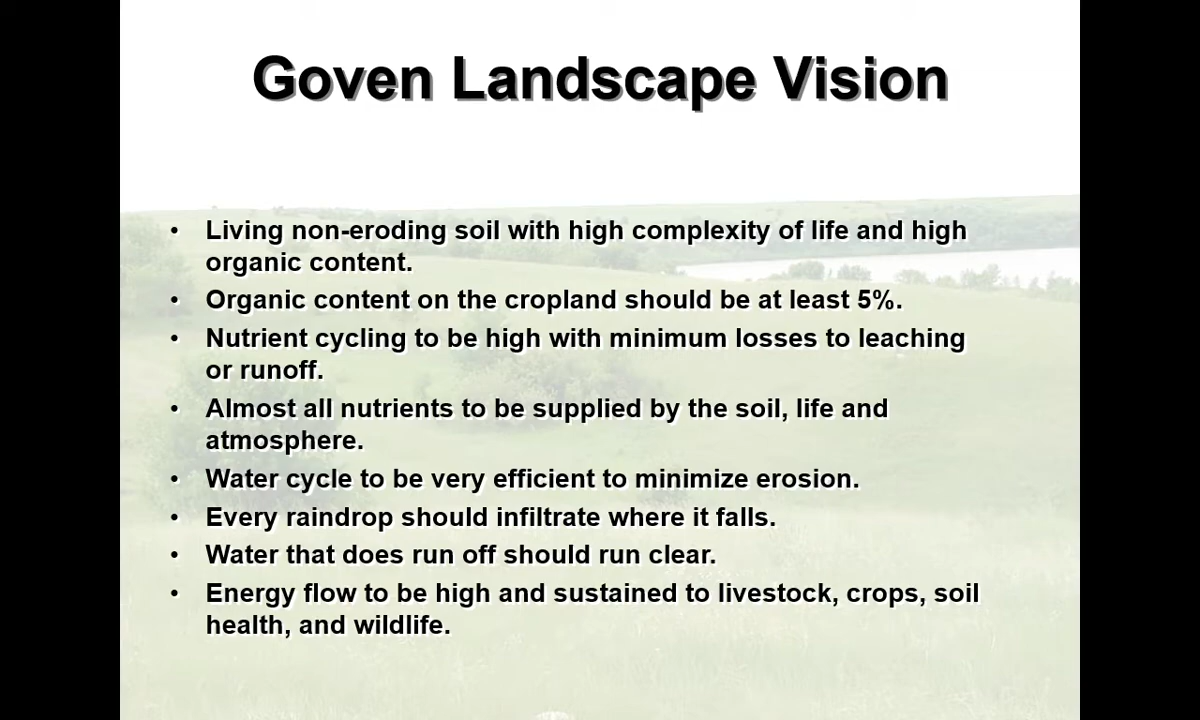 Goven Landscape Vision
• Living non-eroding soil with high complexity of life and high
organic content.
• Organic content on the cropland should be at least 5%.
• Nutrient cycling to be high with minimum losses to leaching
or runoff.
• Almost all nutrients to be supplied by the soil, life and
atmosphere.
• Water cycle to be very efficient to minimize erosion.
• Every raindrop should infiltrate where it falls.
• Water that does run off should run clear.
• Energy flow to be high and sustained to livestock, crops, soil
health, and wildlife.